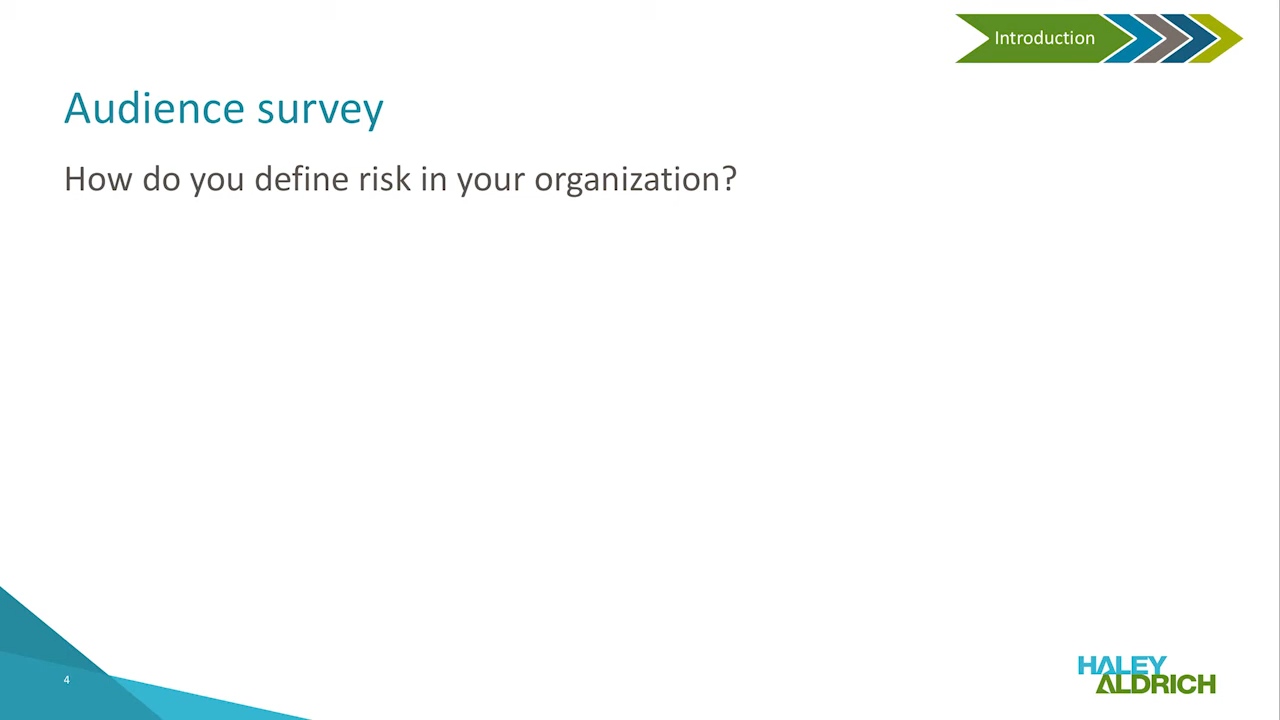 Introduction
Audience survey
How do you define risk in your organization?
4
HALEY
ALDRICH